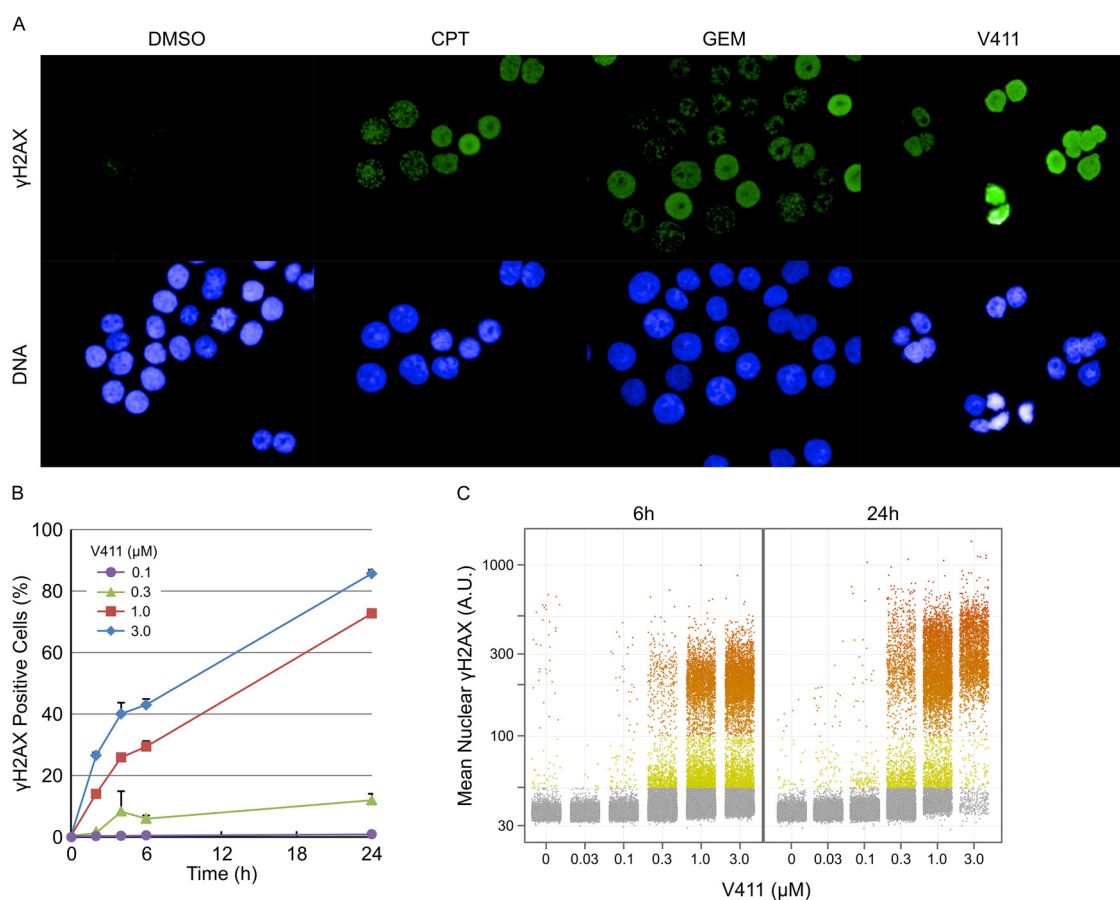 A
DMSO CPT GEM V411
γH2AX
DNA
B
γH2AX Positive Cells (%)
100
80
60
40
20
0
V411 (µM)
0.1
0.3
1.0
3.0
0 6 12 18 24
Time (h)
C
6h 24h
Mean Nuclear γH2AX (A.U.)
1000
300
100
30
0 0.03 0.1 0.3 1.0 3.0 0 0.03 0.1 0.3 1.0 3.0
V411 (µM)